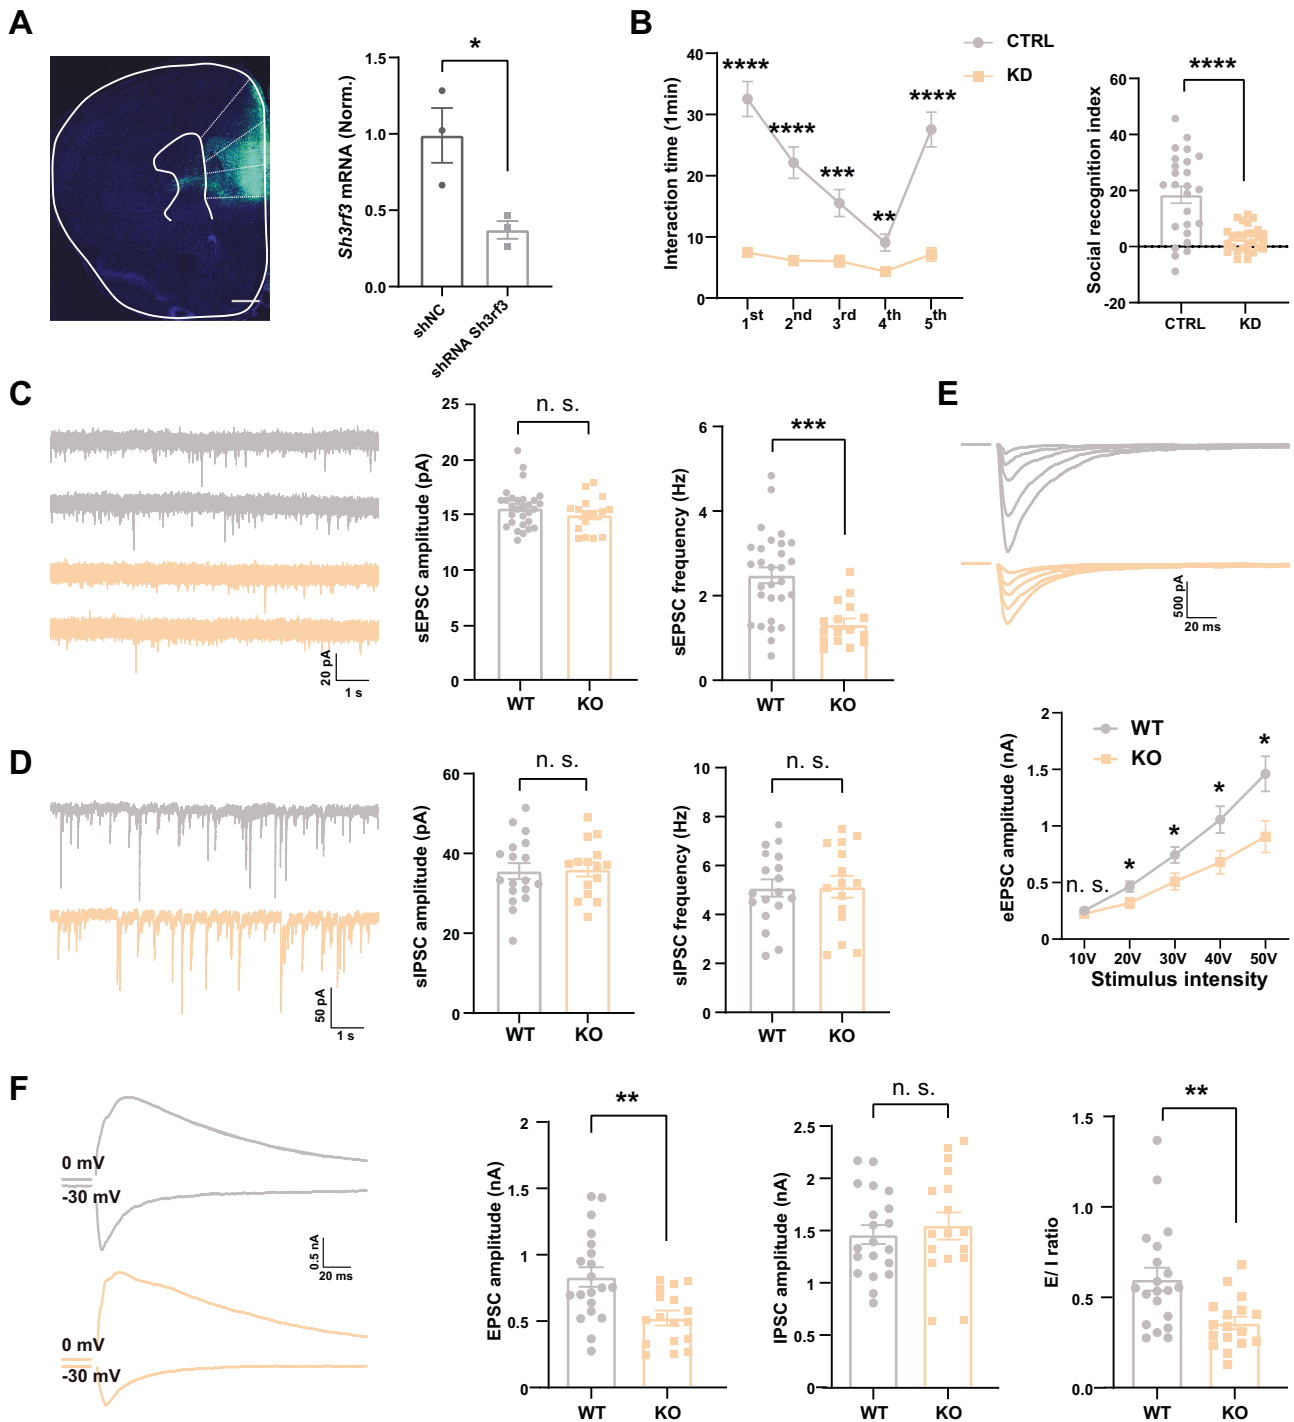 A
Sh3rf3 mRNA (Norm.)
1.5
1.0
0.5
0.0
*
shNC
shRNA Sh3rf3
B
CTRL
KD
Interaction time (1min)
40
30
20
10
0
****
****
***
**
****
1st
2nd
3rd
4th
5th
Social recognition index
60
40
20
0
-20
****
CTRL
KD
C
20 pA
1 s
sEPSC amplitude (pA)
25
20
15
10
5
0
n. s.
WT
KO
sEPSC frequency (Hz)
6
4
2
0
***
WT
KO
D
50 pA
1 s
sIPSC amplitude (pA)
60
40
20
0
n. s.
WT
KO
sIPSC frequency (Hz)
10
8
6
4
2
0
n. s.
WT
KO
E
500 pA
20 ms
WT
KO
eEPSC amplitude (nA)
2
1.5
1
0.5
0
n. s.
*
*
*
*
10V
20V
30V
40V
50V
Stimulus intensity
F
0 mV
-30 mV
0.5 nA
20 ms
0 mV
-30 mV
EPSC amplitude (nA)
2
1.5
1
0.5
0
**
WT
KO
IPSC amplitude (nA)
2.5
2
1.5
1
0.5
0
n. s.
WT
KO
E/ I ratio
1.5
1.0
0.5
0.0
**
WT
KO